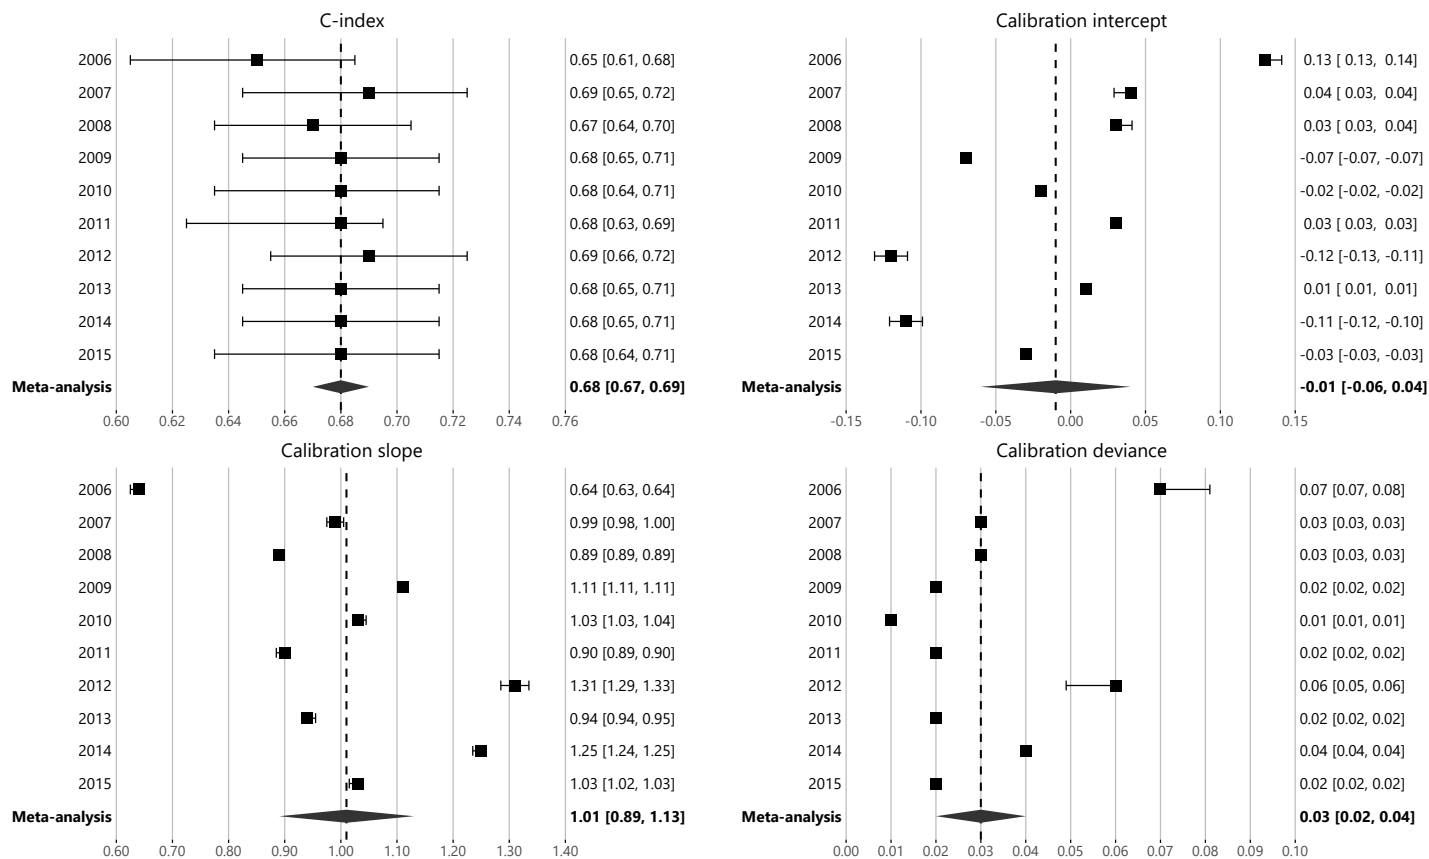 C-index
2006 0.65 [0.61, 0.68]
2007 0.69 [0.65, 0.72]
2008 0.67 [0.64, 0.70]
2009 0.68 [0.65, 0.71]
2010 0.68 [0.64, 0.71]
2011 0.68 [0.63, 0.69]
2012 0.69 [0.66, 0.72]
2013 0.68 [0.65, 0.71]
2014 0.68 [0.65, 0.71]
2015 0.68 [0.64, 0.71]
Meta-analysis 0.68 [0.67, 0.69]
0.60 0.62 0.64 0.66 0.68 0.70 0.72 0.74 0.76
Calibration intercept
2006 0.13 [ 0.13, 0.14]
2007 0.04 [ 0.03, 0.04]
2008 0.03 [ 0.03, 0.04]
2009 -0.07 [-0.07, -0.07]
2010 -0.02 [-0.02, -0.02]
2011 0.03 [ 0.03, 0.03]
2012 -0.12 [-0.13, -0.11]
2013 0.01 [ 0.01, 0.01]
2014 -0.11 [-0.12, -0.10]
2015 -0.03 [-0.03, -0.03]
Meta-analysis -0.01 [-0.06, 0.04]
-0.15 -0.10 -0.05 0.00 0.05 0.10 0.15
Calibration slope
2006 0.64 [0.63, 0.64]
2007 0.99 [0.98, 1.00]
2008 0.89 [0.89, 0.89]
2009 1.11 [1.11, 1.11]
2010 1.03 [1.03, 1.04]
2011 0.90 [0.89, 0.90]
2012 1.31 [1.29, 1.33]
2013 0.94 [0.94, 0.95]
2014 1.25 [1.24, 1.25]
2015 1.03 [1.02, 1.03]
Meta-analysis 1.01 [0.89, 1.13]
0.60 0.70 0.80 0.90 1.00 1.10 1.20 1.30 1.40
Calibration deviance
2006 0.07 [0.07, 0.08]
2007 0.03 [0.03, 0.03]
2008 0.03 [0.03, 0.03]
2009 0.02 [0.02, 0.02]
2010 0.01 [0.01, 0.01]
2011 0.02 [0.02, 0.02]
2012 0.06 [0.05, 0.06]
2013 0.02 [0.02, 0.02]
2014 0.04 [0.04, 0.04]
2015 0.02 [0.02, 0.02]
Meta-analysis 0.03 [0.02, 0.04]
0.00 0.01 0.02 0.03 0.04 0.05 0.06 0.07 0.08 0.09 0.10